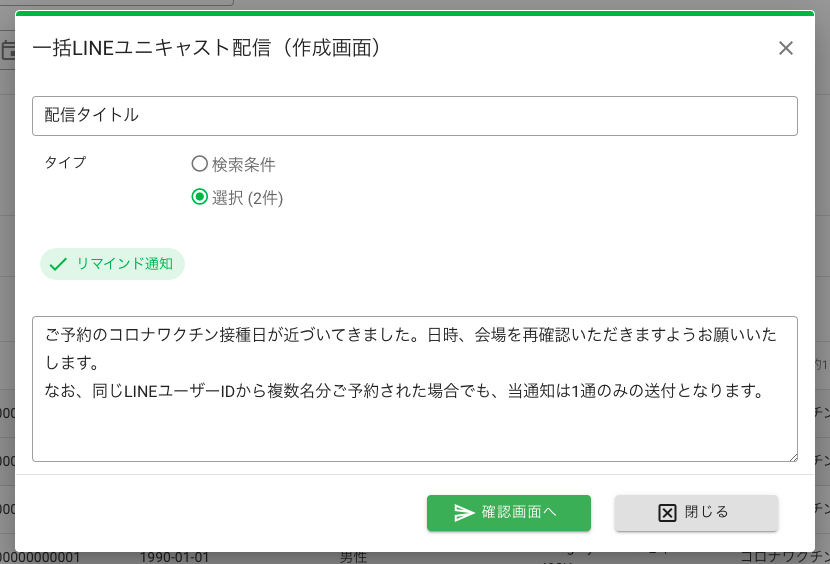 一括LINEユニキャスト配信（作成画面）
配信タイトル
タイプ
検索条件
選択 (2件)
リマインド通知
ご予約のコロナワクチン接種日が近づいてきました。日時、会場を再確認いただきますようお願いいた
します。
なお、同じLINEユーザーIDから複数名分ご予約された場合でも、当通知は1通のみの送付となります。
確認画面へ
閉じる
00000000001 1990-01-01 男性 コロナワクチン